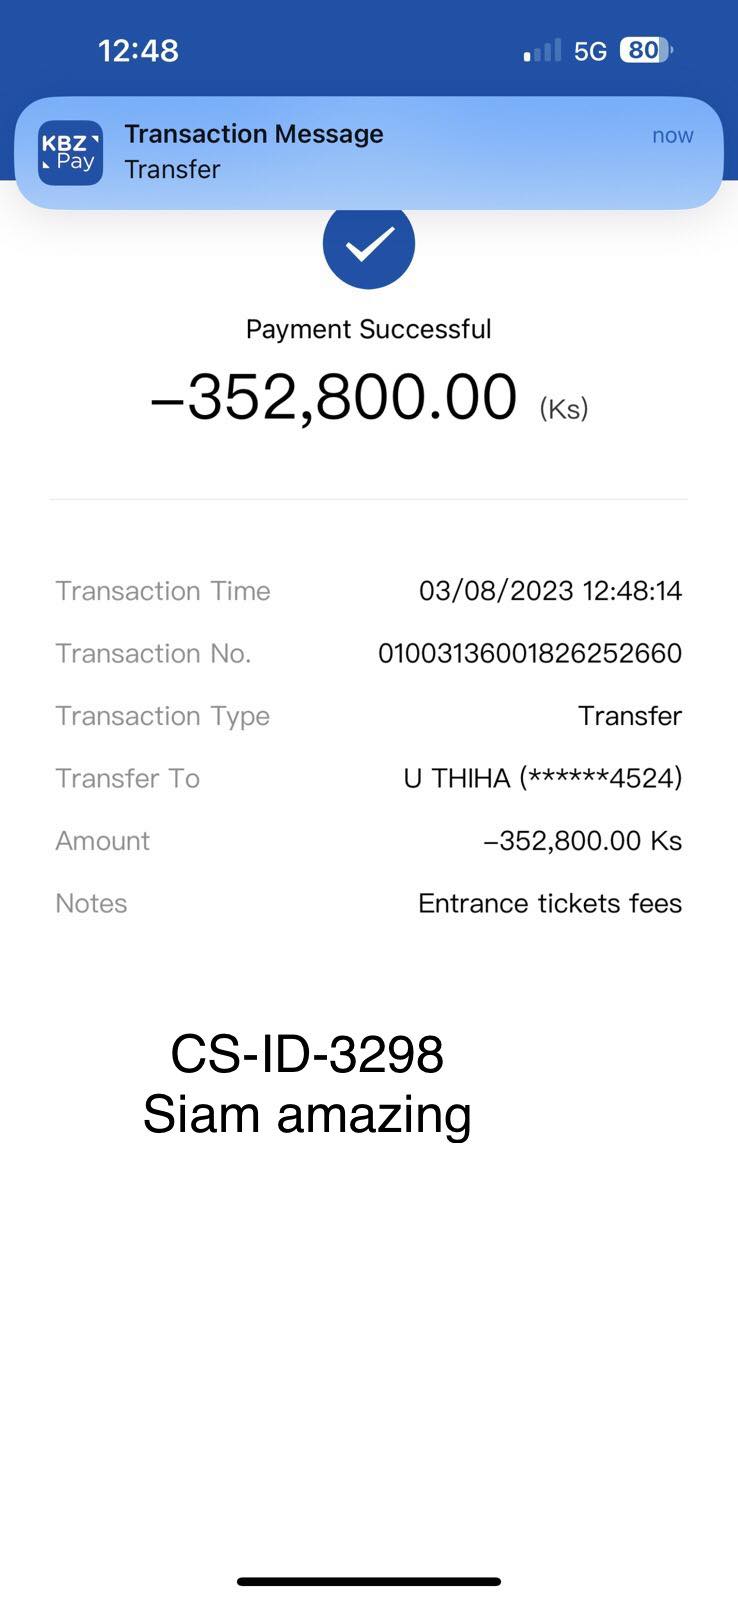 12:48 5G 80
KBZ Pay
Transaction Message now
Transfer
Payment Successful
–352,800.00 (Ks)
Transaction Time 03/08/2023 12:48:14
Transaction No. 01003136001826252660
Transaction Type Transfer
Transfer To U THIHA (******4524)
Amount –352,800.00 Ks
Notes Entrance tickets fees
CS-ID-3298
Siam amazing